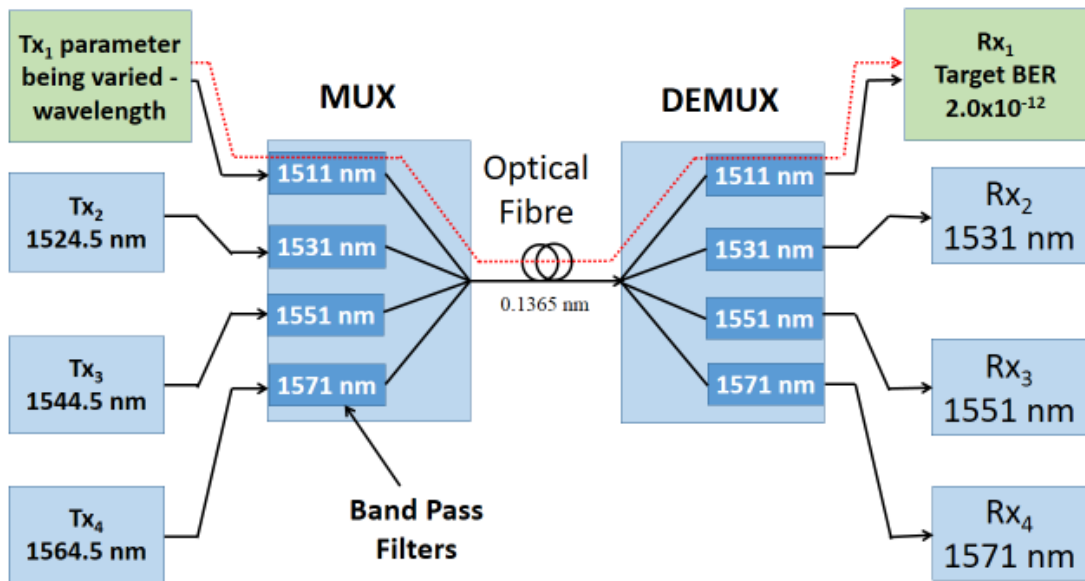 Tx₁ parameter
being varied -
wavelength
Tx₂
1524.5 nm
Tx₃
1544.5 nm
Tx₄
1564.5 nm
MUX
1511 nm
1531 nm
1551 nm
1571 nm
Band Pass
Filters
Optical
Fibre
0.1365 nm
DEMUX
1511 nm
1531 nm
1551 nm
1571 nm
Rx₁
Target BER
2.0x10⁻¹²
Rx₂
1531 nm
Rx₃
1551 nm
Rx₄
1571 nm